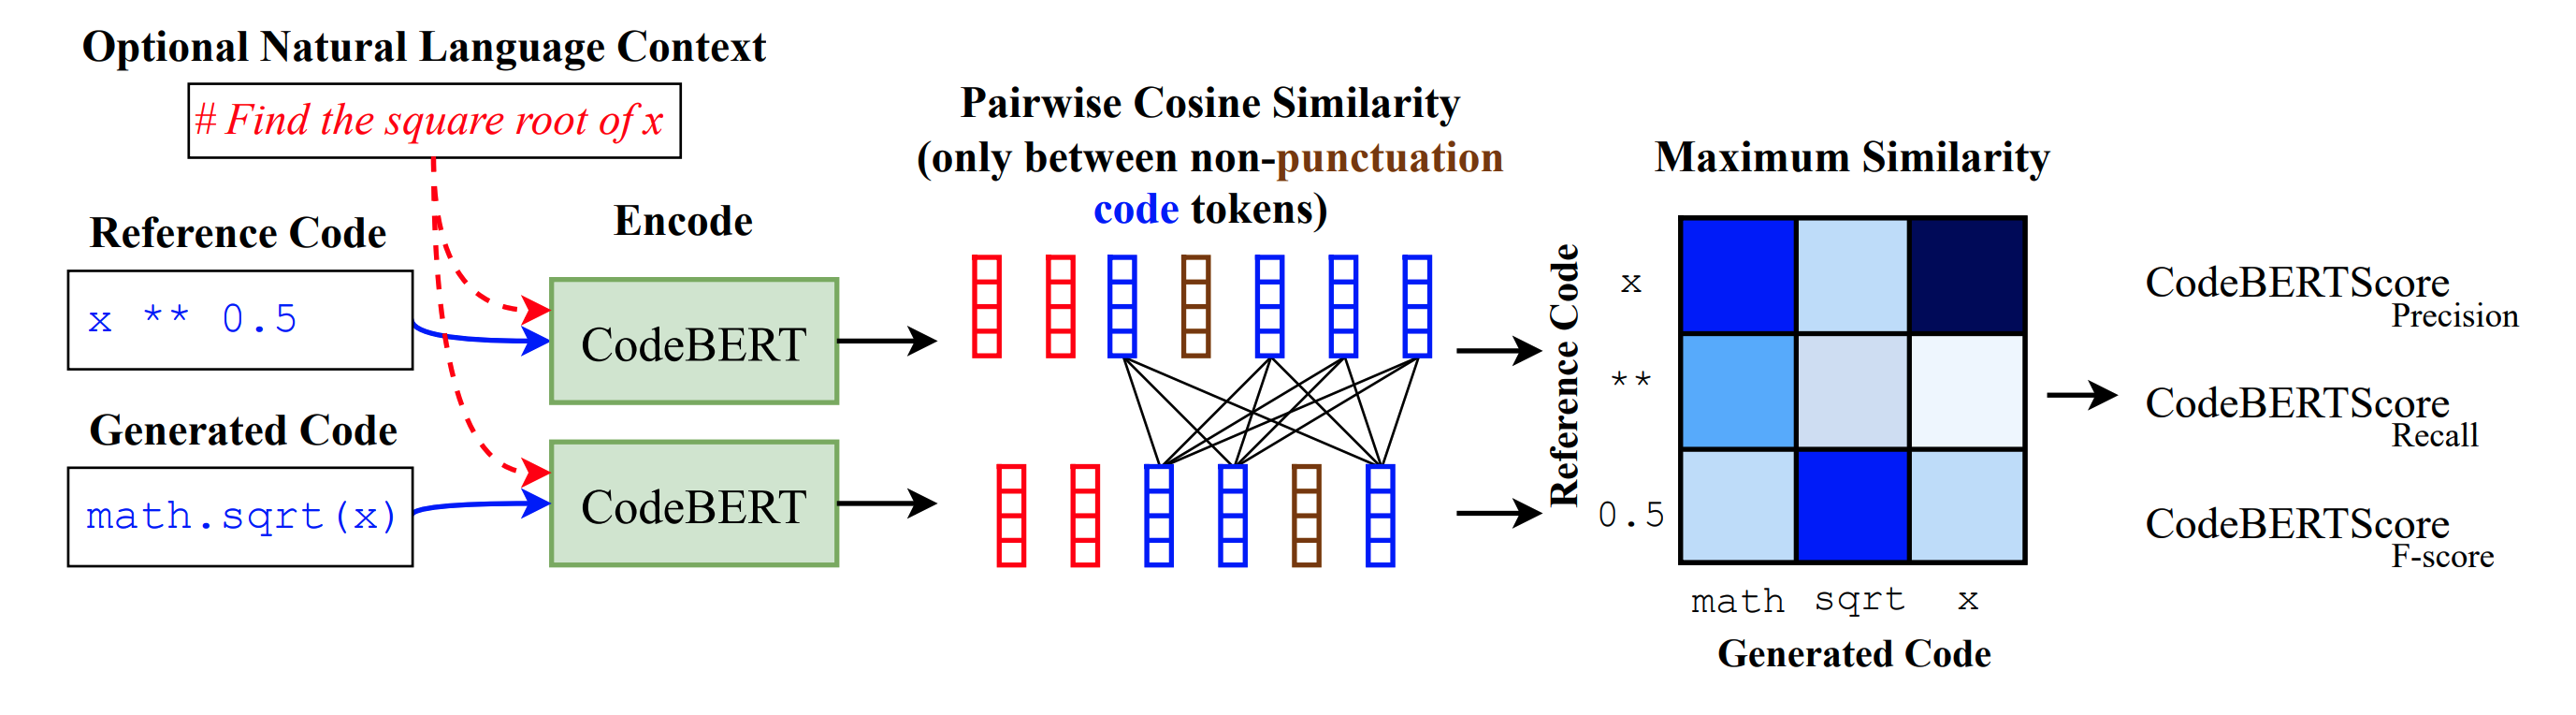 Optional Natural Language Context
# Find the square root of x
Reference Code
x ** 0.5
Generated Code
math.sqrt(x)
Encode
CodeBERT
CodeBERT
Pairwise Cosine Similarity
(only between non-punctuation
code tokens)
Maximum Similarity
Reference Code
x
**
0.5
math sqrt x
Generated Code
CodeBERTScore
Precision
CodeBERTScore
Recall
CodeBERTScore
F-score